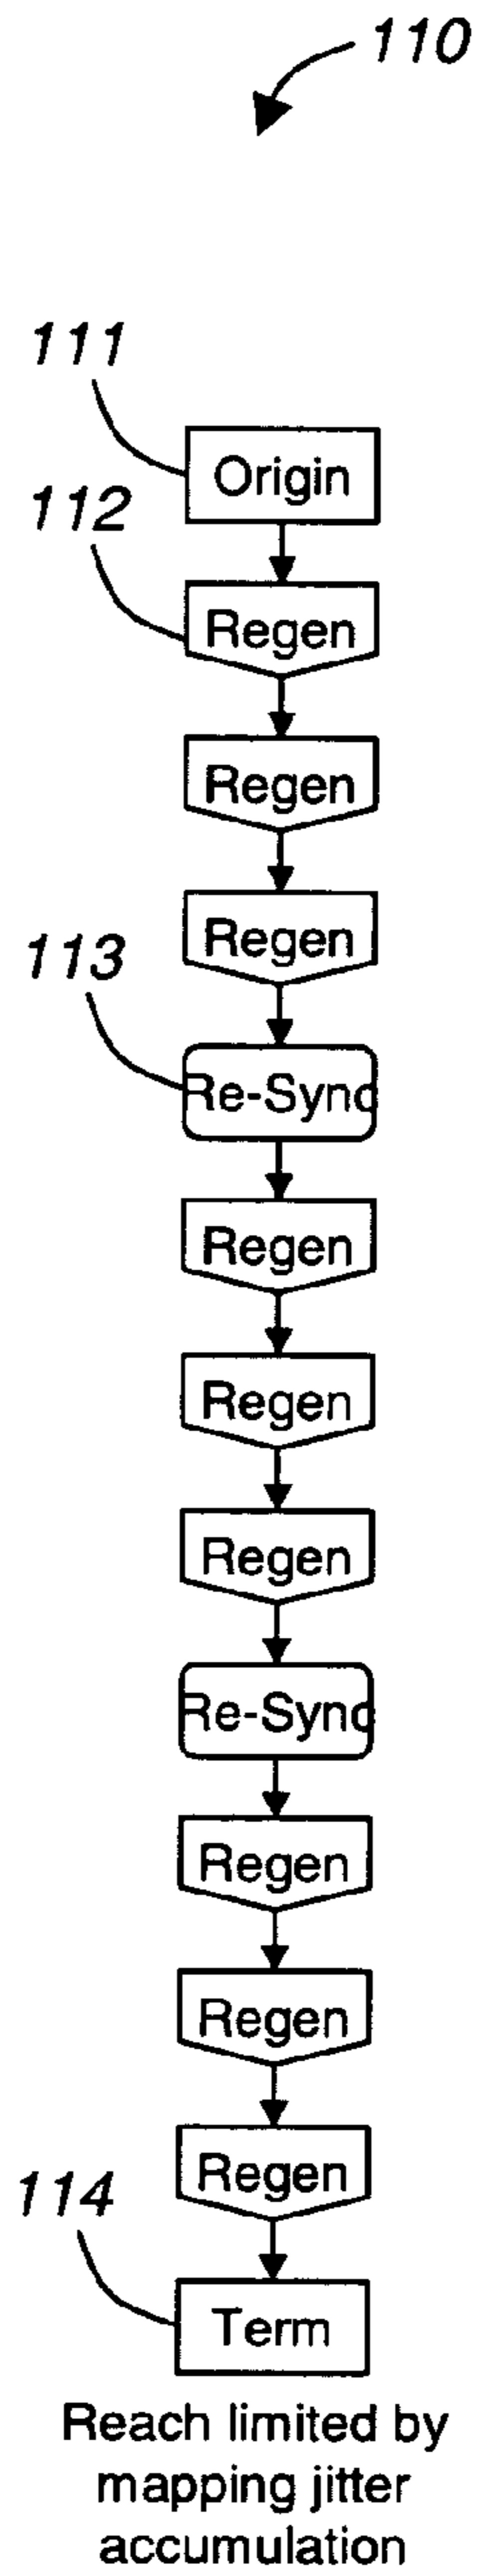 110
111
Origin
112
Regen
Regen
Regen
113
Re-Sync
Regen
Regen
Regen
Re-Sync
Regen
Regen
Regen
114
Term
Reach limited by
mapping jitter
accumulation